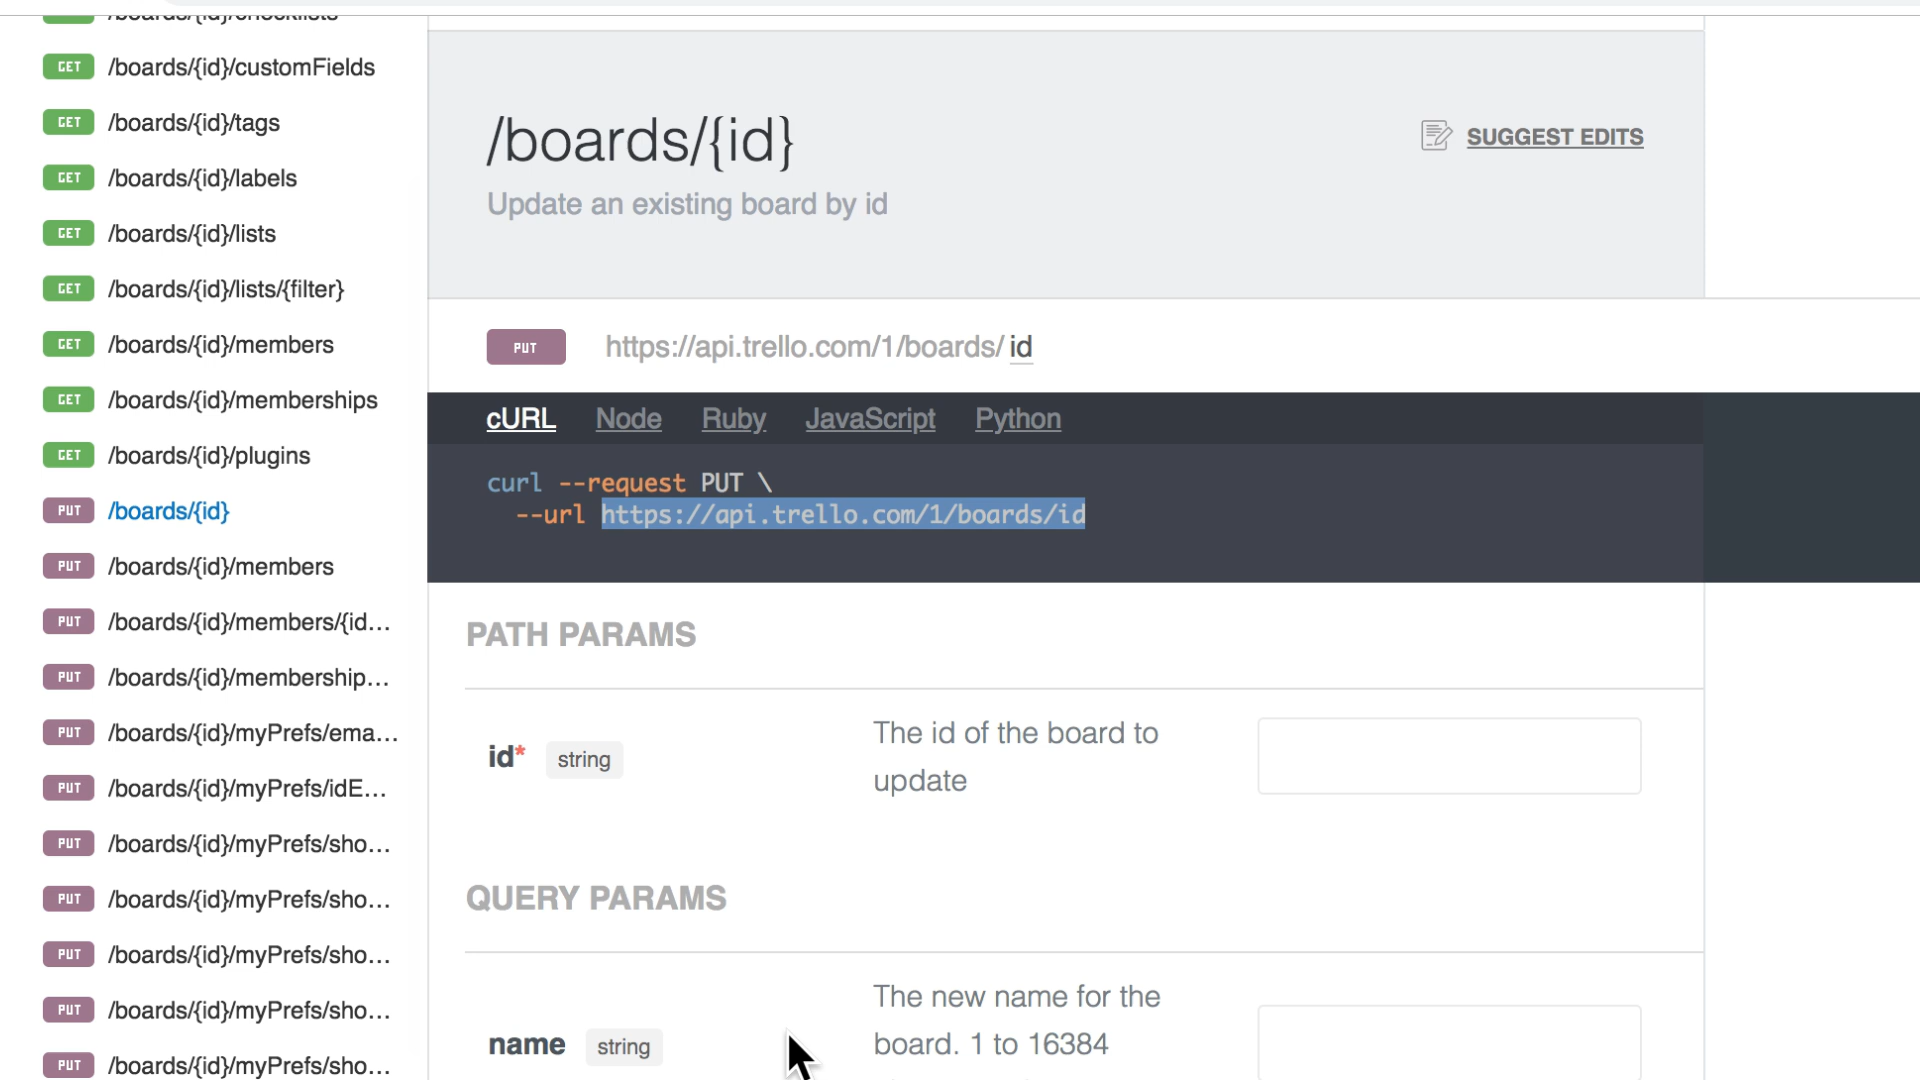 /boards/{id}/checklists
GET /boards/{id}/customFields
GET /boards/{id}/tags
GET /boards/{id}/labels
GET /boards/{id}/lists
GET /boards/{id}/lists/{filter}
GET /boards/{id}/members
GET /boards/{id}/memberships
GET /boards/{id}/plugins
PUT /boards/{id}
PUT /boards/{id}/members
PUT /boards/{id}/members/{id...
PUT /boards/{id}/membership...
PUT /boards/{id}/myPrefs/ema...
PUT /boards/{id}/myPrefs/idE...
PUT /boards/{id}/myPrefs/sho...
PUT /boards/{id}/myPrefs/sho...
PUT /boards/{id}/myPrefs/sho...
PUT /boards/{id}/myPrefs/sho...
PUT /boards/{id}/myPrefs/sho...
/boards/{id}
SUGGEST EDITS
Update an existing board by id
PUT https://api.trello.com/1/boards/ id
cURL Node Ruby JavaScript Python
curl --request PUT \
--url https://api.trello.com/1/boards/id
PATH PARAMS
id* string
The id of the board to
update
QUERY PARAMS
name string
The new name for the
board. 1 to 16384